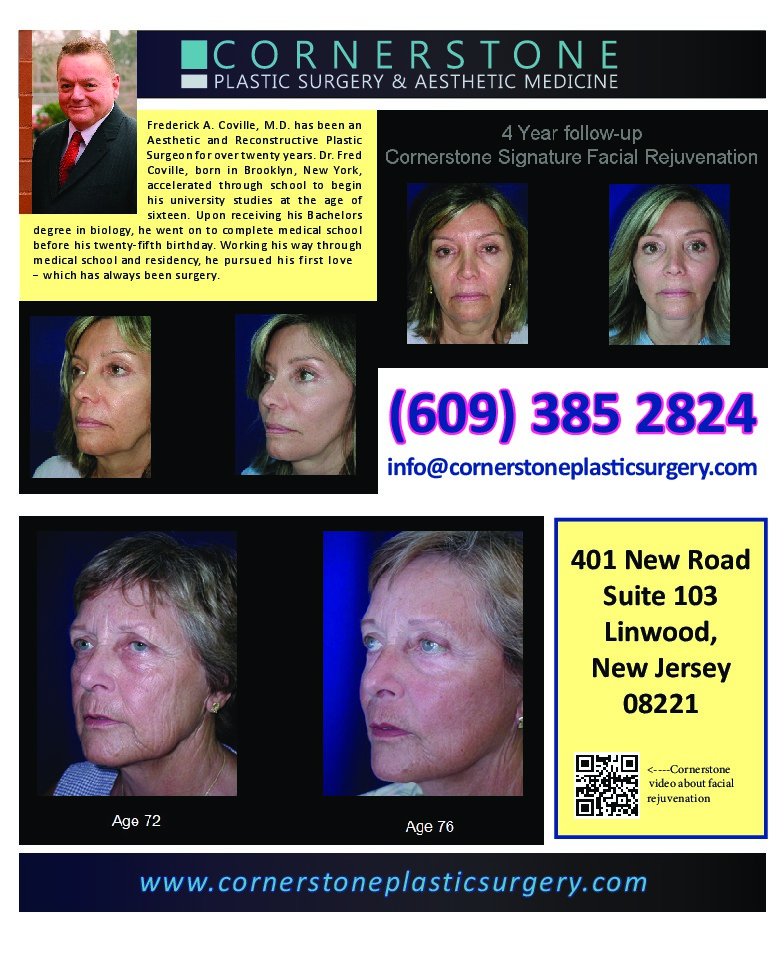 CORNERSTONE
PLASTIC SURGERY & AESTHETIC MEDICINE
Frederick A. Coville, M.D. has been an
Aesthetic and Reconstructive Plastic
Surgeon for over twenty years. Dr. Fred
Coville, born in Brooklyn, New York,
accelerated through school to begin
his university studies at the age of
sixteen. Upon receiving his Bachelors
degree in biology, he went on to complete medical school
before his twenty-fifth birthday. Working his way through
medical school and residency, he pursued his first love
– which has always been surgery.
4 Year follow-up
Cornerstone Signature Facial Rejuvenation
(609) 385 2824
info@cornerstoneplasticsurgery.com
Age 72
Age 76
401 New Road
Suite 103
Linwood,
New Jersey
08221
<----Cornerstone
video about facial
rejuvenation
www.cornerstoneplasticsurgery.com